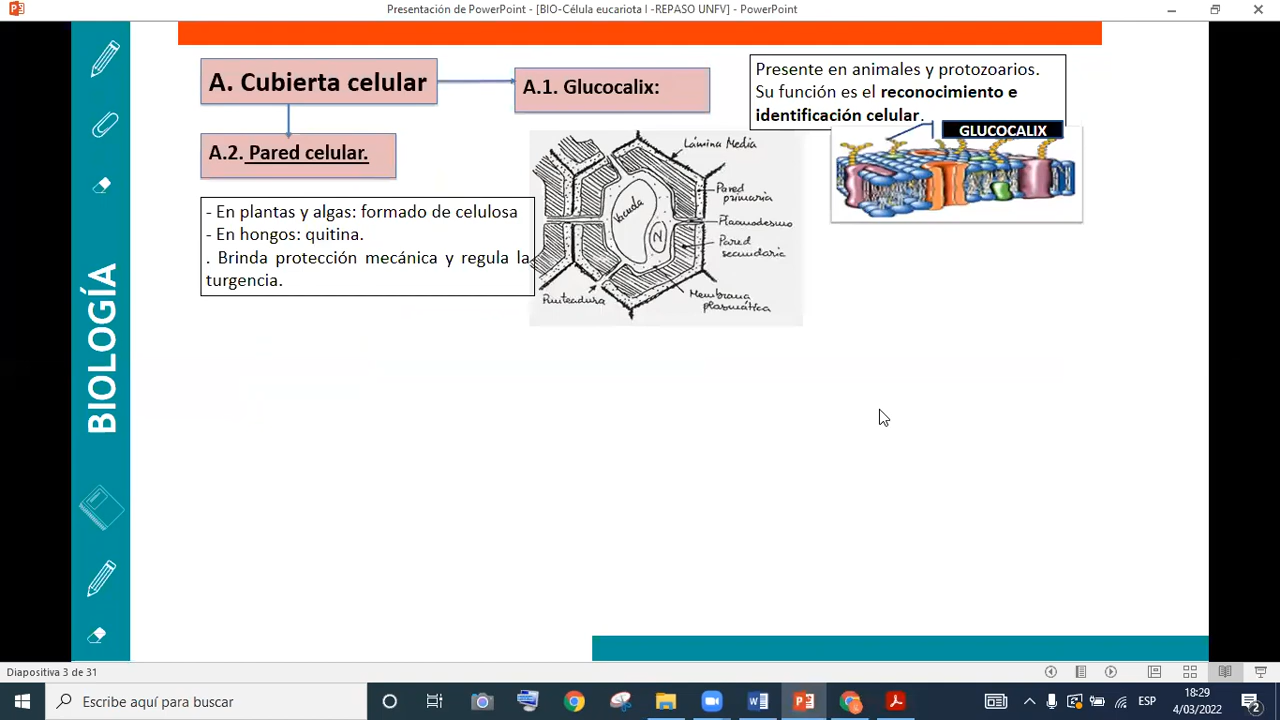 Presentación de PowerPoint - [BIO-Célula eucariota I -REPASO UNFV] - PowerPoint
A. Cubierta celular
A.1. Glucocalix:
Presente en animales y protozoarios.
Su función es el reconocimiento e
identificación celular.
GLUCOCALIX
A.2. Pared celular.
- En plantas y algas: formado de celulosa
- En hongos: quitina.
. Brinda protección mecánica y regula la
turgencia.
Lámina Media
Pared
primaria
Plasmodesmo
Pared
secundaria
Membrana
plasmática
Punteadura
Vacuola
N
BIOLOGÍA
Diapositiva 3 de 31
Escribe aquí para buscar
ESP
18:29
4/03/2022
2